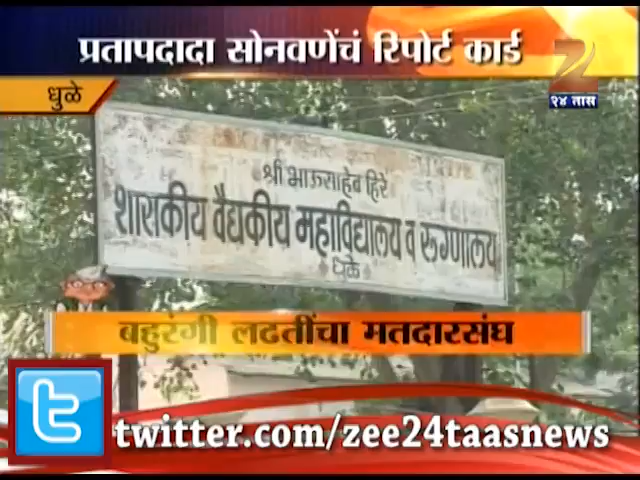 प्रतापदादा सोनवणेंचं रिपोर्ट कार्ड
२४ तास
धुळे
श्री भाऊसाहेब हिरे
शासकीय वैद्यकीय महाविद्यालय व रुग्णालय
धुळे
बहुरंगी लढतींचा मतदारसंघ
twitter.com/zee24taasnews